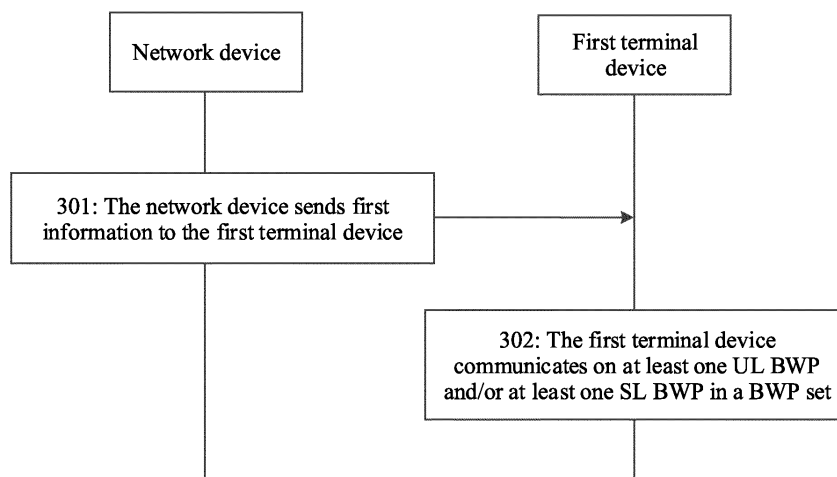 Network device
First terminal
device
301: The network device sends first
information to the first terminal device
302: The first terminal device
communicates on at least one UL BWP
and/or at least one SL BWP in a BWP set